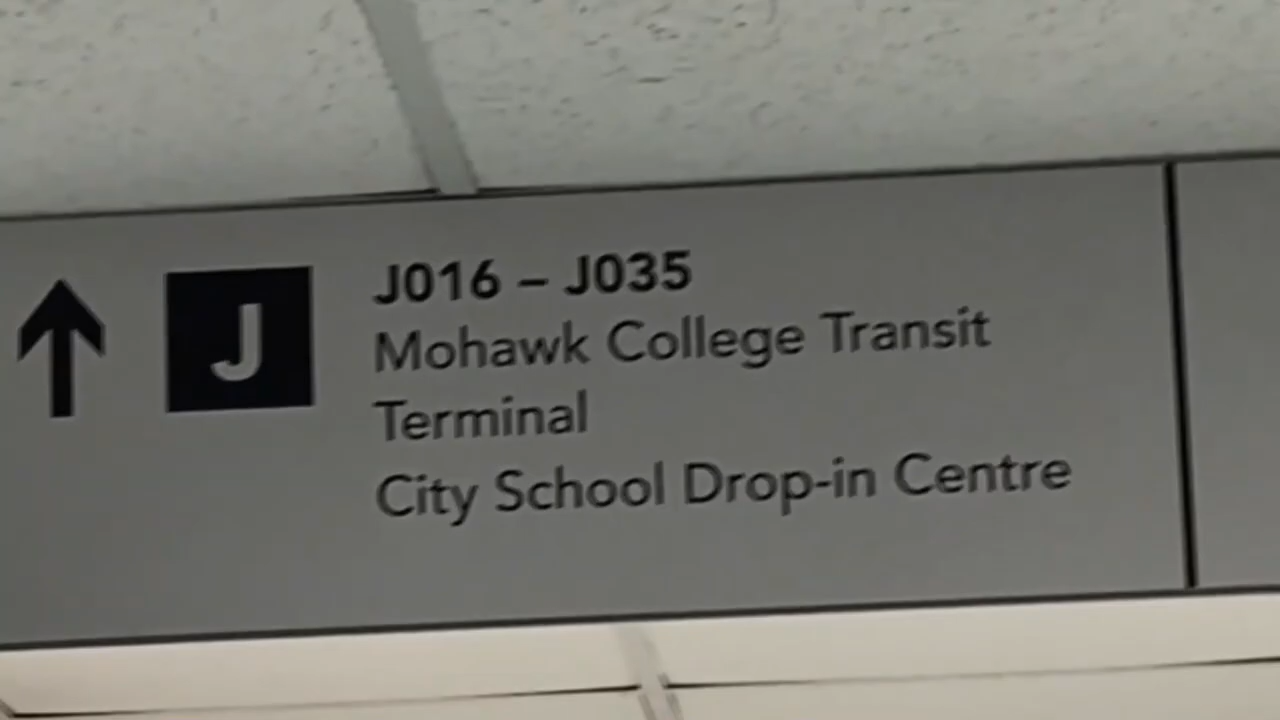 J
J016 – J035
Mohawk College Transit
Terminal
City School Drop-in Centre